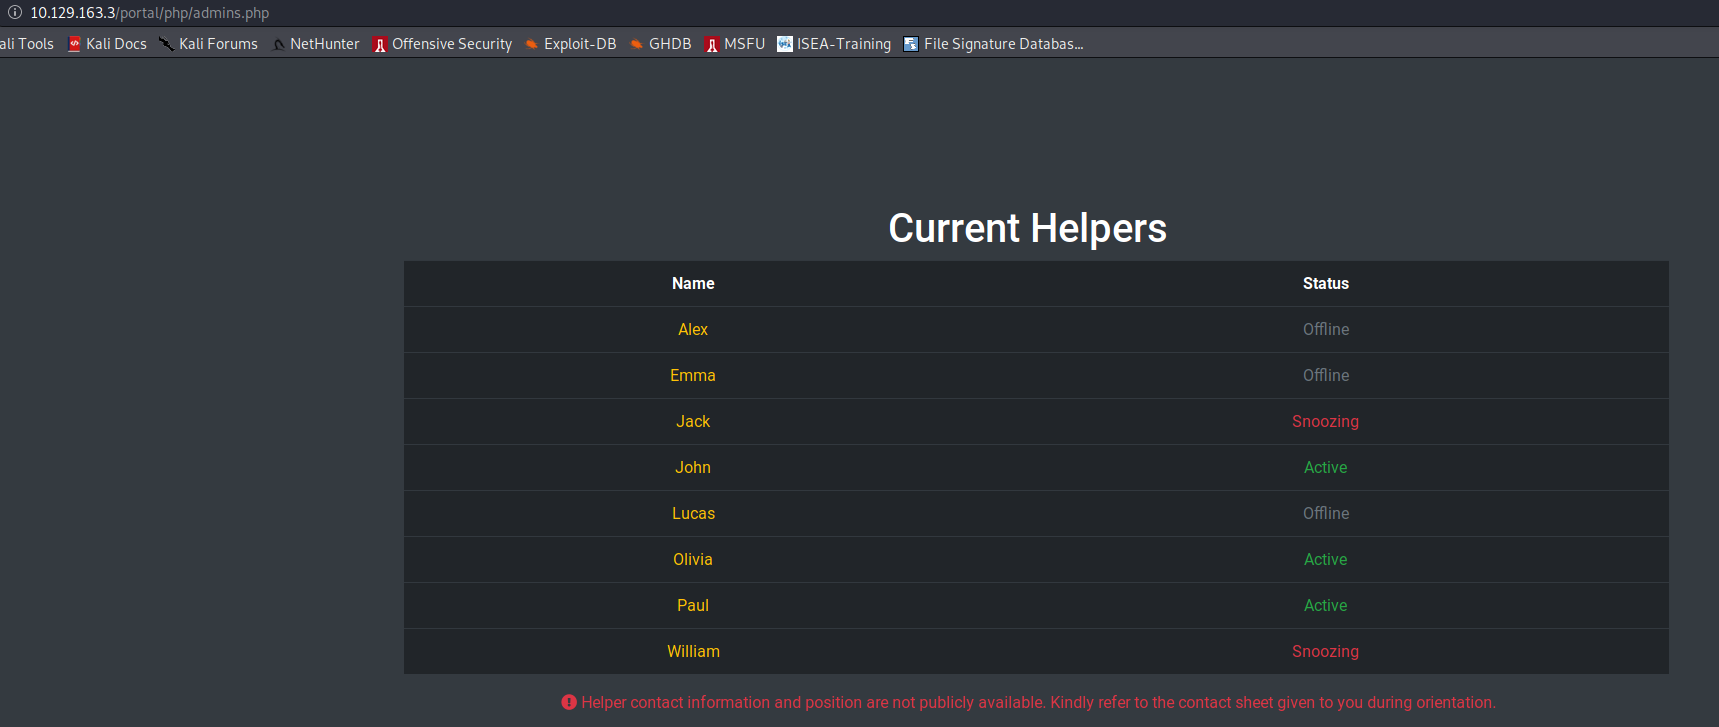 10.129.163.3/portal/php/admins.php
ali Tools Kali Docs Kali Forums NetHunter Offensive Security Exploit-DB GHDB MSFU ISEA-Training File Signature Databas...
Current Helpers
Name Status
Alex Offline
Emma Offline
Jack Snoozing
John Active
Lucas Offline
Olivia Active
Paul Active
William Snoozing
Helper contact information and position are not publicly available. Kindly refer to the contact sheet given to you during orientation.